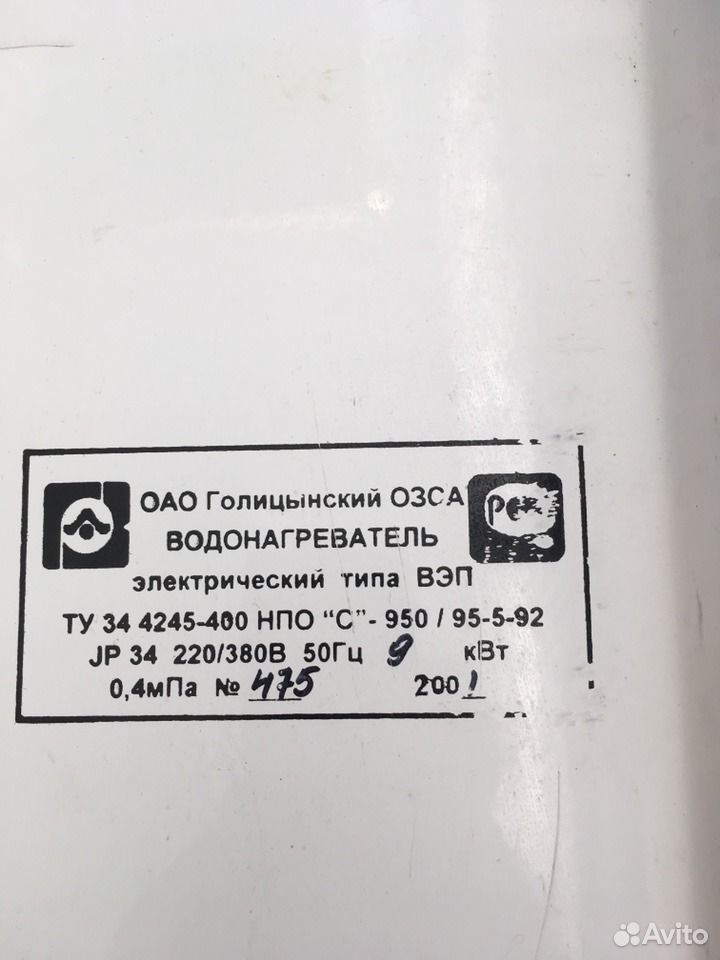 ОАО Голицынский ОЗСА
ВОДОНАГРЕВАТЕЛЬ
электрический типа ВЭП
ТУ 34 4245-400 НПО "С"- 950 / 95-5-92
JP 34 220/380В 50Гц 9 кВт
0,4мПа № 475 2001
Avito